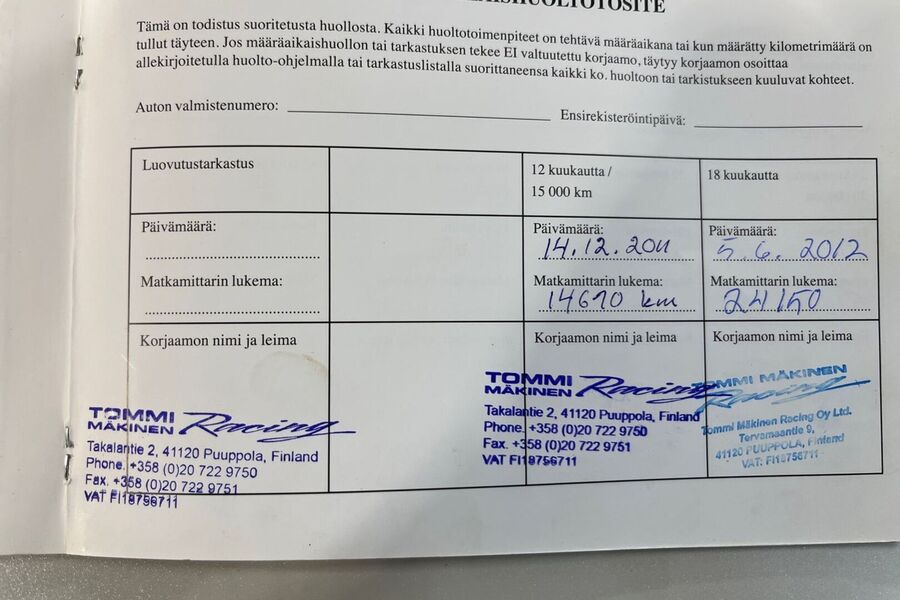 Tämä on todistus suoritetusta huollosta. Kaikki huoltotoimenpiteet on tehtävä määräaikana tai kun määrätty kilometrimäärä on
tullut täyteen. Jos määräaikaishuollon tai tarkastuksen tekee EI valtuutettu korjaamo, täytyy korjaamon osoittaa
allekirjoitetulla huolto-ohjelmalla tai tarkastuslistalla suorittaneensa kaikki ko. huoltoon tai tarkistukseen kuuluvat kohteet.
Auton valmistenumero:
Ensirekisteröintipäivä:
Luovutustarkastus
12 kuukautta /
15 000 km
18 kuukautta
Päivämäärä:
Päivämäärä:
14.12.2011
Päivämäärä:
5.6.2012
Matkamittarin lukema:
Matkamittarin lukema:
14610 km
Matkamittarin lukema:
24150
Korjaamon nimi ja leima
Korjaamon nimi ja leima
Korjaamon nimi ja leima
TOMMI
MÄKINEN Racing
Takalantie 2, 41120 Puuppola, Finland
Phone. +358 (0)20 722 9750
Fax. +358 (0)20 722 9751
VAT FI18756711
TOMMI
MÄKINEN Racing
Takalantie 2, 41120 Puuppola, Finland
Phone. +358 (0)20 722 9750
Fax. +358 (0)20 722 9751
VAT FI18756711
TOMMI MÄKINEN
Racing
Tommi Mäkinen Racing Oy Ltd.
Tervamaantie 9,
41120 PUUPPOLA, Finland
VAT: FI18756711